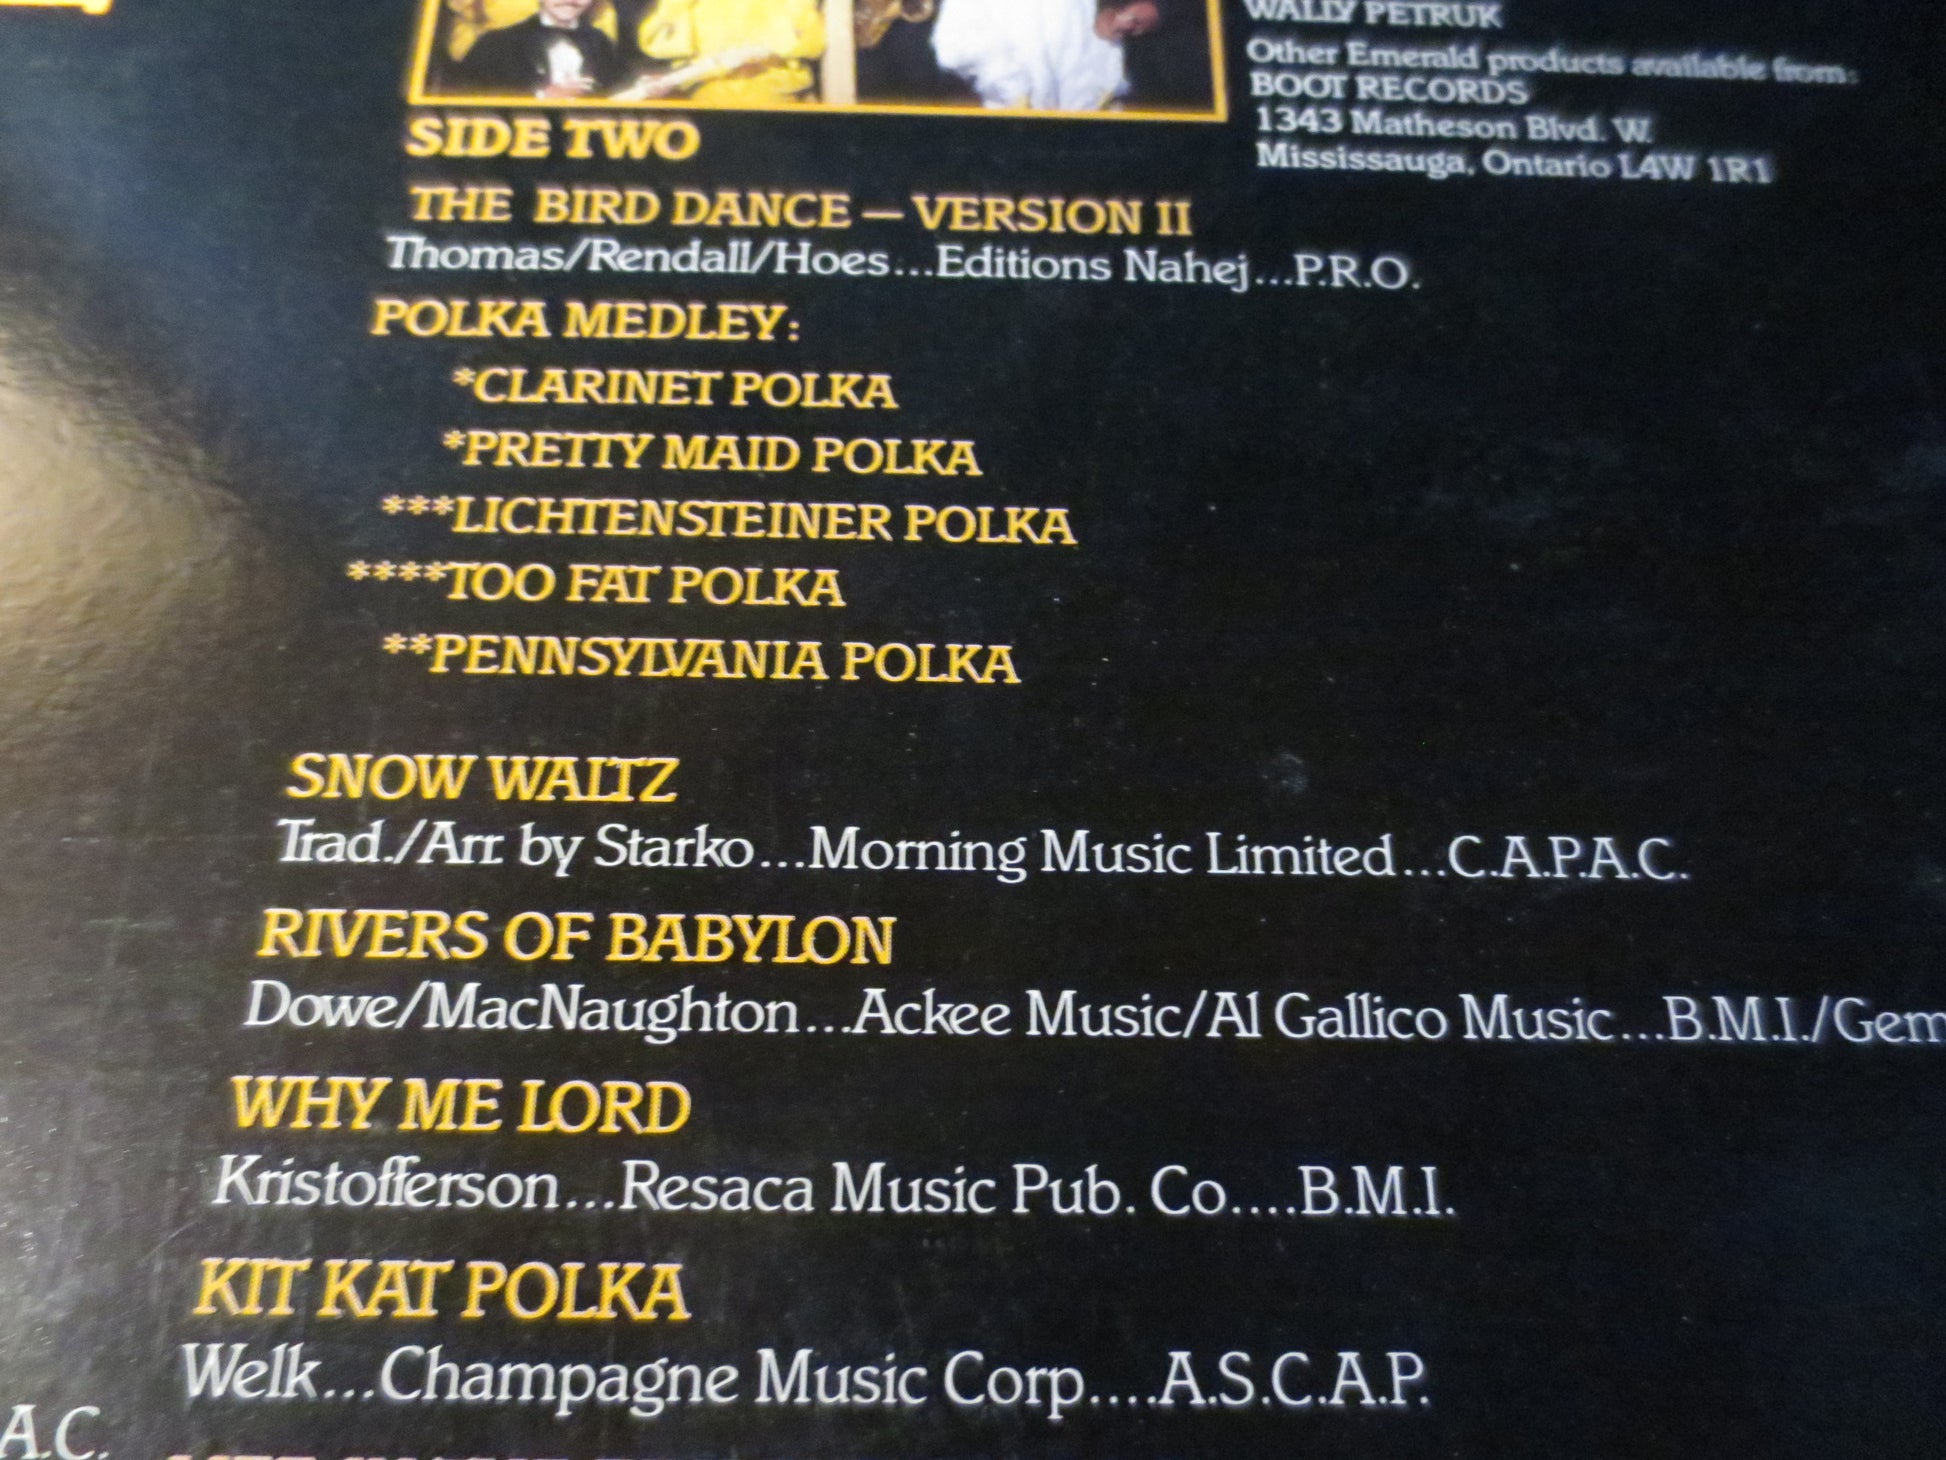 WALLY PETRUK
Other Emerald products available from:
BOOT RECORDS
1343 Matheson Blvd. W.
Mississauga, Ontario L4W 1R1
SIDE TWO
THE BIRD DANCE — VERSION II
Thomas/Rendall/Hoes...Editions Nahej...P.R.O.
POLKA MEDLEY:
*CLARINET POLKA
*PRETTY MAID POLKA
***LICHTENSTEINER POLKA
****TOO FAT POLKA
**PENNSYLVANIA POLKA
SNOW WALTZ
Trad./Arr. by Starko...Morning Music Limited...C.A.P.A.C.
RIVERS OF BABYLON
Dowe/MacNaughton...Ackee Music/Al Gallico Music...B.M.I./Gem
WHY ME LORD
Kristofferson...Resaca Music Pub. Co....B.M.I.
KIT KAT POLKA
Welk...Champagne Music Corp....A.S.C.A.P.
A.C.